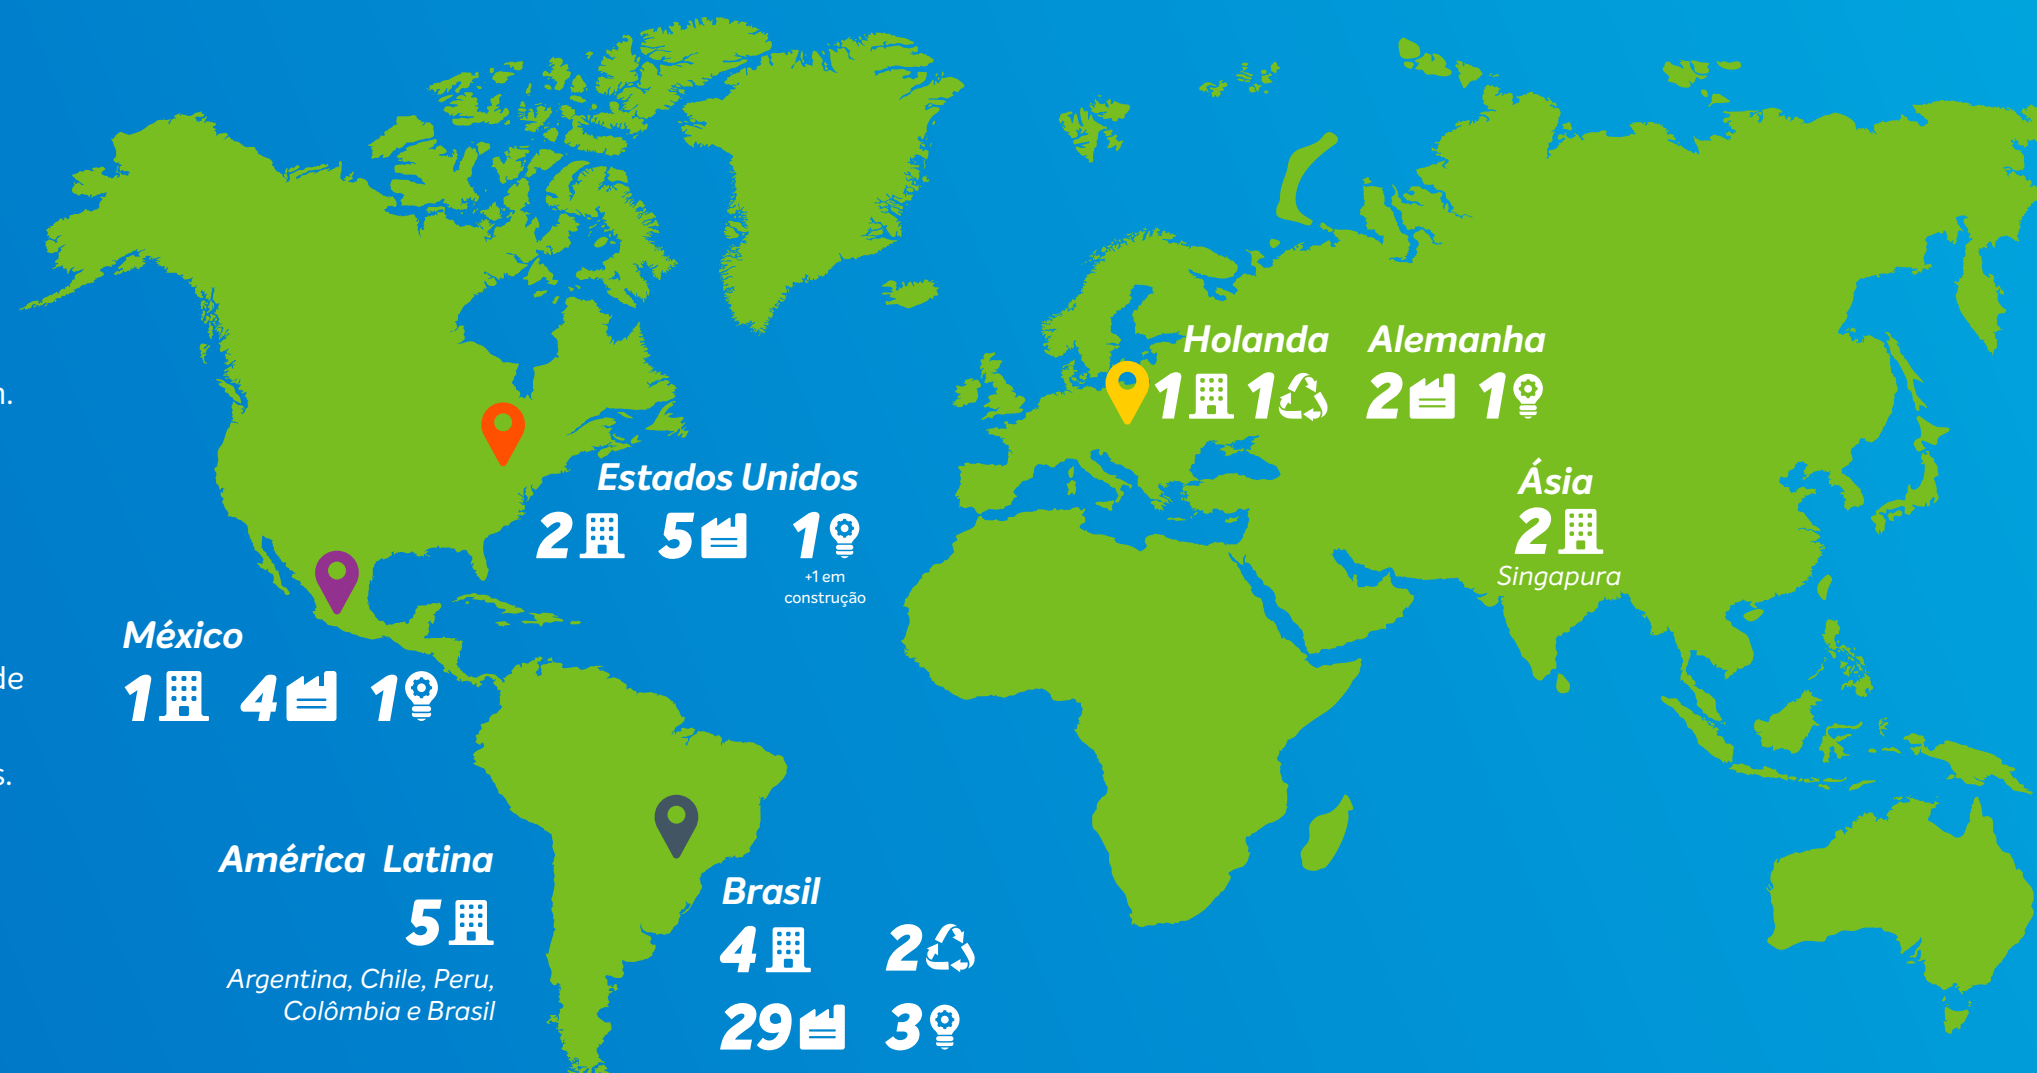 n.
de
s.
Holanda Alemanha
1 1 2 1
Estados Unidos
2 5 1
+1 em
construção
Ásia
2
Singapura
México
1 4 1
América Latina
5
Argentina, Chile, Peru,
Colômbia e Brasil
Brasil
4 2
29 3